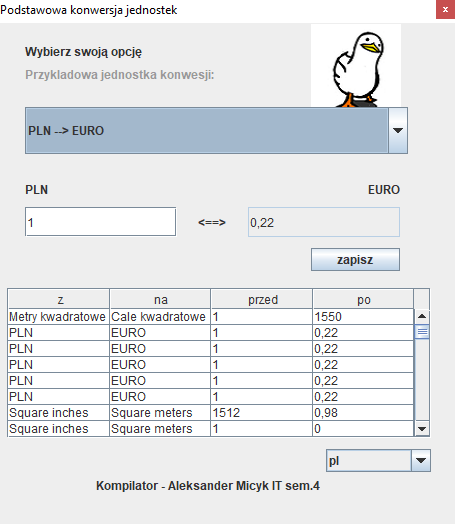 Podstawowa konwersja jednostek x
Wybierz swoją opcję
Przykladowa jednostka konwesji:
PLN --> EURO
PLN EURO
1 <==> 0,22
zapisz
z na przed po
Metry kwadratowe Cale kwadratowe 1 1550
PLN EURO 1 0,22
PLN EURO 1 0,22
PLN EURO 1 0,22
PLN EURO 1 0,22
PLN EURO 1 0,22
Square inches Square meters 1512 0,98
Square inches Square meters 1 0
pl
Kompilator - Aleksander Micyk IT sem.4